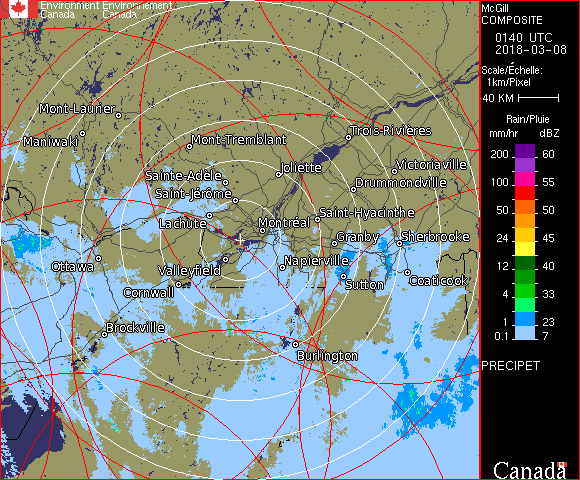 Environment Environnement
Canada Canada
McGill
COMPOSITE
0140 UTC
2018-03-08
Scale/Échelle:
1km/Pixel
40 KM
Rain/Pluie
mm/hr dBZ
200 60
100 55
50 50
24 45
12 40
4 33
1 23
0.1 7
PRECIPET
Canada
Mont-Laurier
Maniwaki
Mont-Tremblant
Trois-Rivières
Joliette
Victoriaville
Sainte-Adèle
Drummondville
Saint-Jérôme
Saint-Hyacinthe
Lachute
Montréal
Granby
Sherbrooke
Ottawa
Valleyfield
Napierville
Cornwall
Sutton
Coaticook
Brockville
Burlington